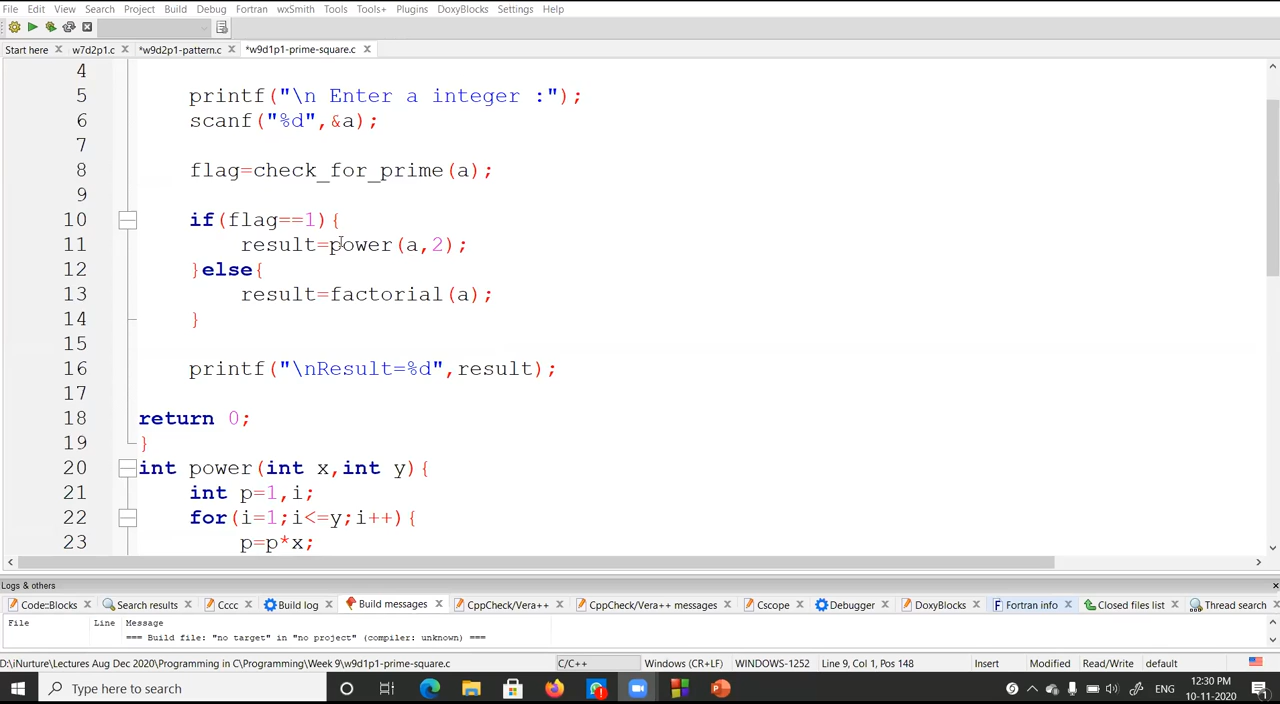 File Edit View Search Project Build Debug Fortran wxSmith Tools Tools+ Plugins DoxyBlocks Settings Help
Start here w7d2p1.c *w9d2p1-pattern.c *w9d1p1-prime-square.c
4
5 printf("\n Enter a integer :");
6 scanf("%d",&a);
7
8 flag=check_for_prime(a);
9
10 if(flag==1){
11 result=power(a,2);
12 }else{
13 result=factorial(a);
14 }
15
16 printf("\nResult=%d",result);
17
18 return 0;
19 }
20 int power(int x,int y){
21 int p=1,i;
22 for(i=1;i<=y;i++){
23 p=p*x;
Logs & others
Code::Blocks Search results Cccc Build log Build messages CppCheck/Vera++ CppCheck/Vera++ messages Cscope Debugger DoxyBlocks Fortran info Closed files list Thread search
File Line Message
=== Build file: "no target" in "no project" (compiler: unknown) ===
D:\iNurture\Lectures Aug Dec 2020\Programming in C\Programming\Week 9\w9d1p1-prime-square.c C/C++ Windows (CR+LF) WINDOWS-1252 Line 9, Col 1, Pos 148 Insert Modified Read/Write default
Type here to search ENG 12:30 PM
10-11-2020